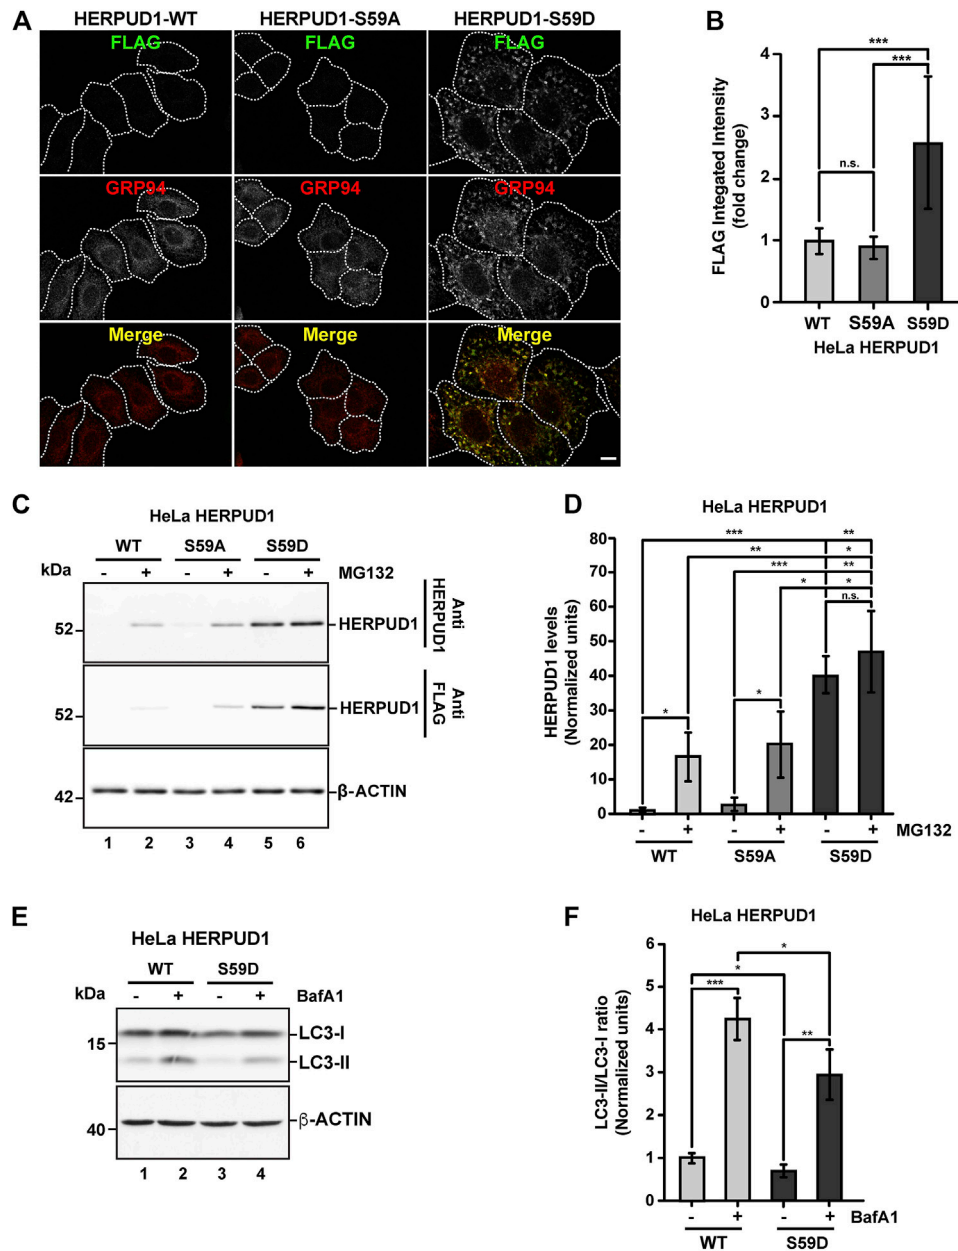 A
HERPUD1-WT HERPUD1-S59A HERPUD1-S59D
FLAG FLAG FLAG
GRP94 GRP94 GRP94
Merge Merge Merge
B
FLAG Integated Intensity
(fold change)
4
3
2
1
0
*** 
***
n.s.
WT S59A S59D
HeLa HERPUD1
C
HeLa HERPUD1
WT S59A S59D
kDa - + - + - + MG132
52 HERPUD1
Anti
HERPUD1
52 HERPUD1
Anti
FLAG
42 β-ACTIN
1 2 3 4 5 6
D
HeLa HERPUD1
HERPUD1 levels
(Normalized units)
80
70
60
50
40
30
20
10
0
*** **
** *
*** **
* *
n.s.
* *
- + - + - + MG132
WT S59A S59D
E
HeLa HERPUD1
WT S59D
kDa - + - + BafA1
LC3-I
15
LC3-II
40 β-ACTIN
1 2 3 4
F
HeLa HERPUD1
LC3-II/LC3-I ratio
(Normalized units)
6
5
4
3
2
1
0
*
*
***
**
- + - + BafA1
WT S59D